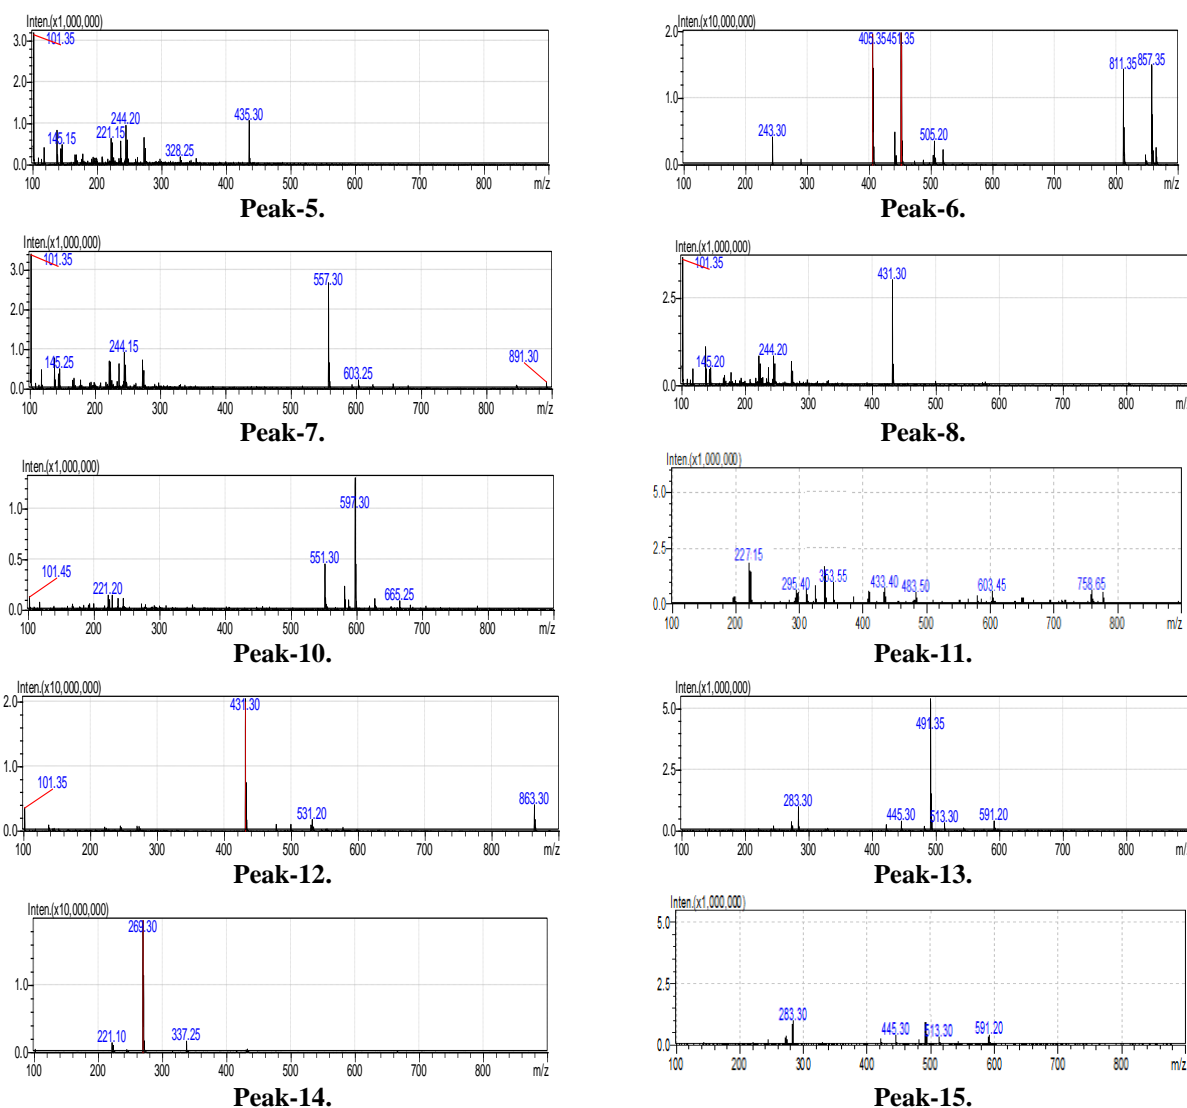 Inten.(x1,000,000)
3.0
2.0
1.0
0.0
101.35
145.15
221.15
244.20
328.25
435.30
100 200 300 400 500 600 700 800 m/z
Peak-5.
Inten.(x10,000,000)
2.0
1.0
0.0
243.30
405.35
451.35
505.20
811.35
857.35
100 200 300 400 500 600 700 800 m/z
Peak-6.
Inten.(x1,000,000)
3.0
2.0
1.0
0.0
101.35
145.25
244.15
557.30
603.25
891.30
100 200 300 400 500 600 700 800 m/z
Peak-7.
Inten.(x1,000,000)
2.5
0.0
101.35
145.20
244.20
431.30
100 200 300 400 500 600 700 800
Peak-8.
Inten.(x1,000,000)
1.0
0.5
0.0
101.45
221.20
551.30
597.30
665.25
100 200 300 400 500 600 700 800 m/z
Peak-10.
Inten.(x1,000,000)
5.0
2.5
0.0
227.15
295.40
353.55
433.40
483.50
603.45
758.65
100 200 300 400 500 600 700 800 m/z
Peak-11.
Inten.(x10,000,000)
2.0
1.0
0.0
101.35
431.30
531.20
863.30
100 200 300 400 500 600 700 800 m/z
Peak-12.
Inten.(x1,000,000)
5.0
2.5
0.0
283.30
445.30
491.35
513.30
591.20
100 200 300 400 500 600 700 800 m/z
Peak-13.
Inten.(x10,000,000)
1.0
0.0
221.10
269.30
337.25
100 200 300 400 500 600 700 800 m/z
Peak-14.
Inten.(x1,000,000)
5.0
2.5
0.0
283.30
445.30
513.30
591.20
100 200 300 400 500 600 700 800 m/z
Peak-15.